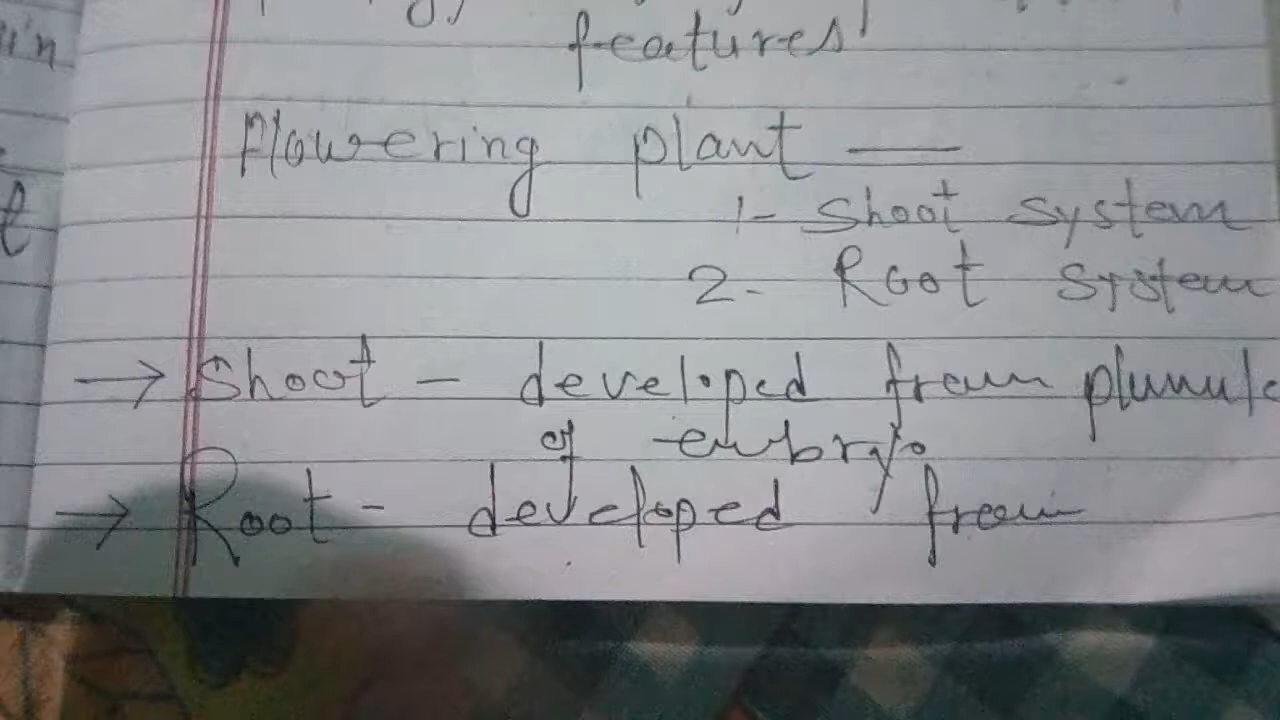 features'
Flowering plant —
1- Shoot system
2- Root system
→ Shoot - developed from plumule
of embryo
→ Root - developed from